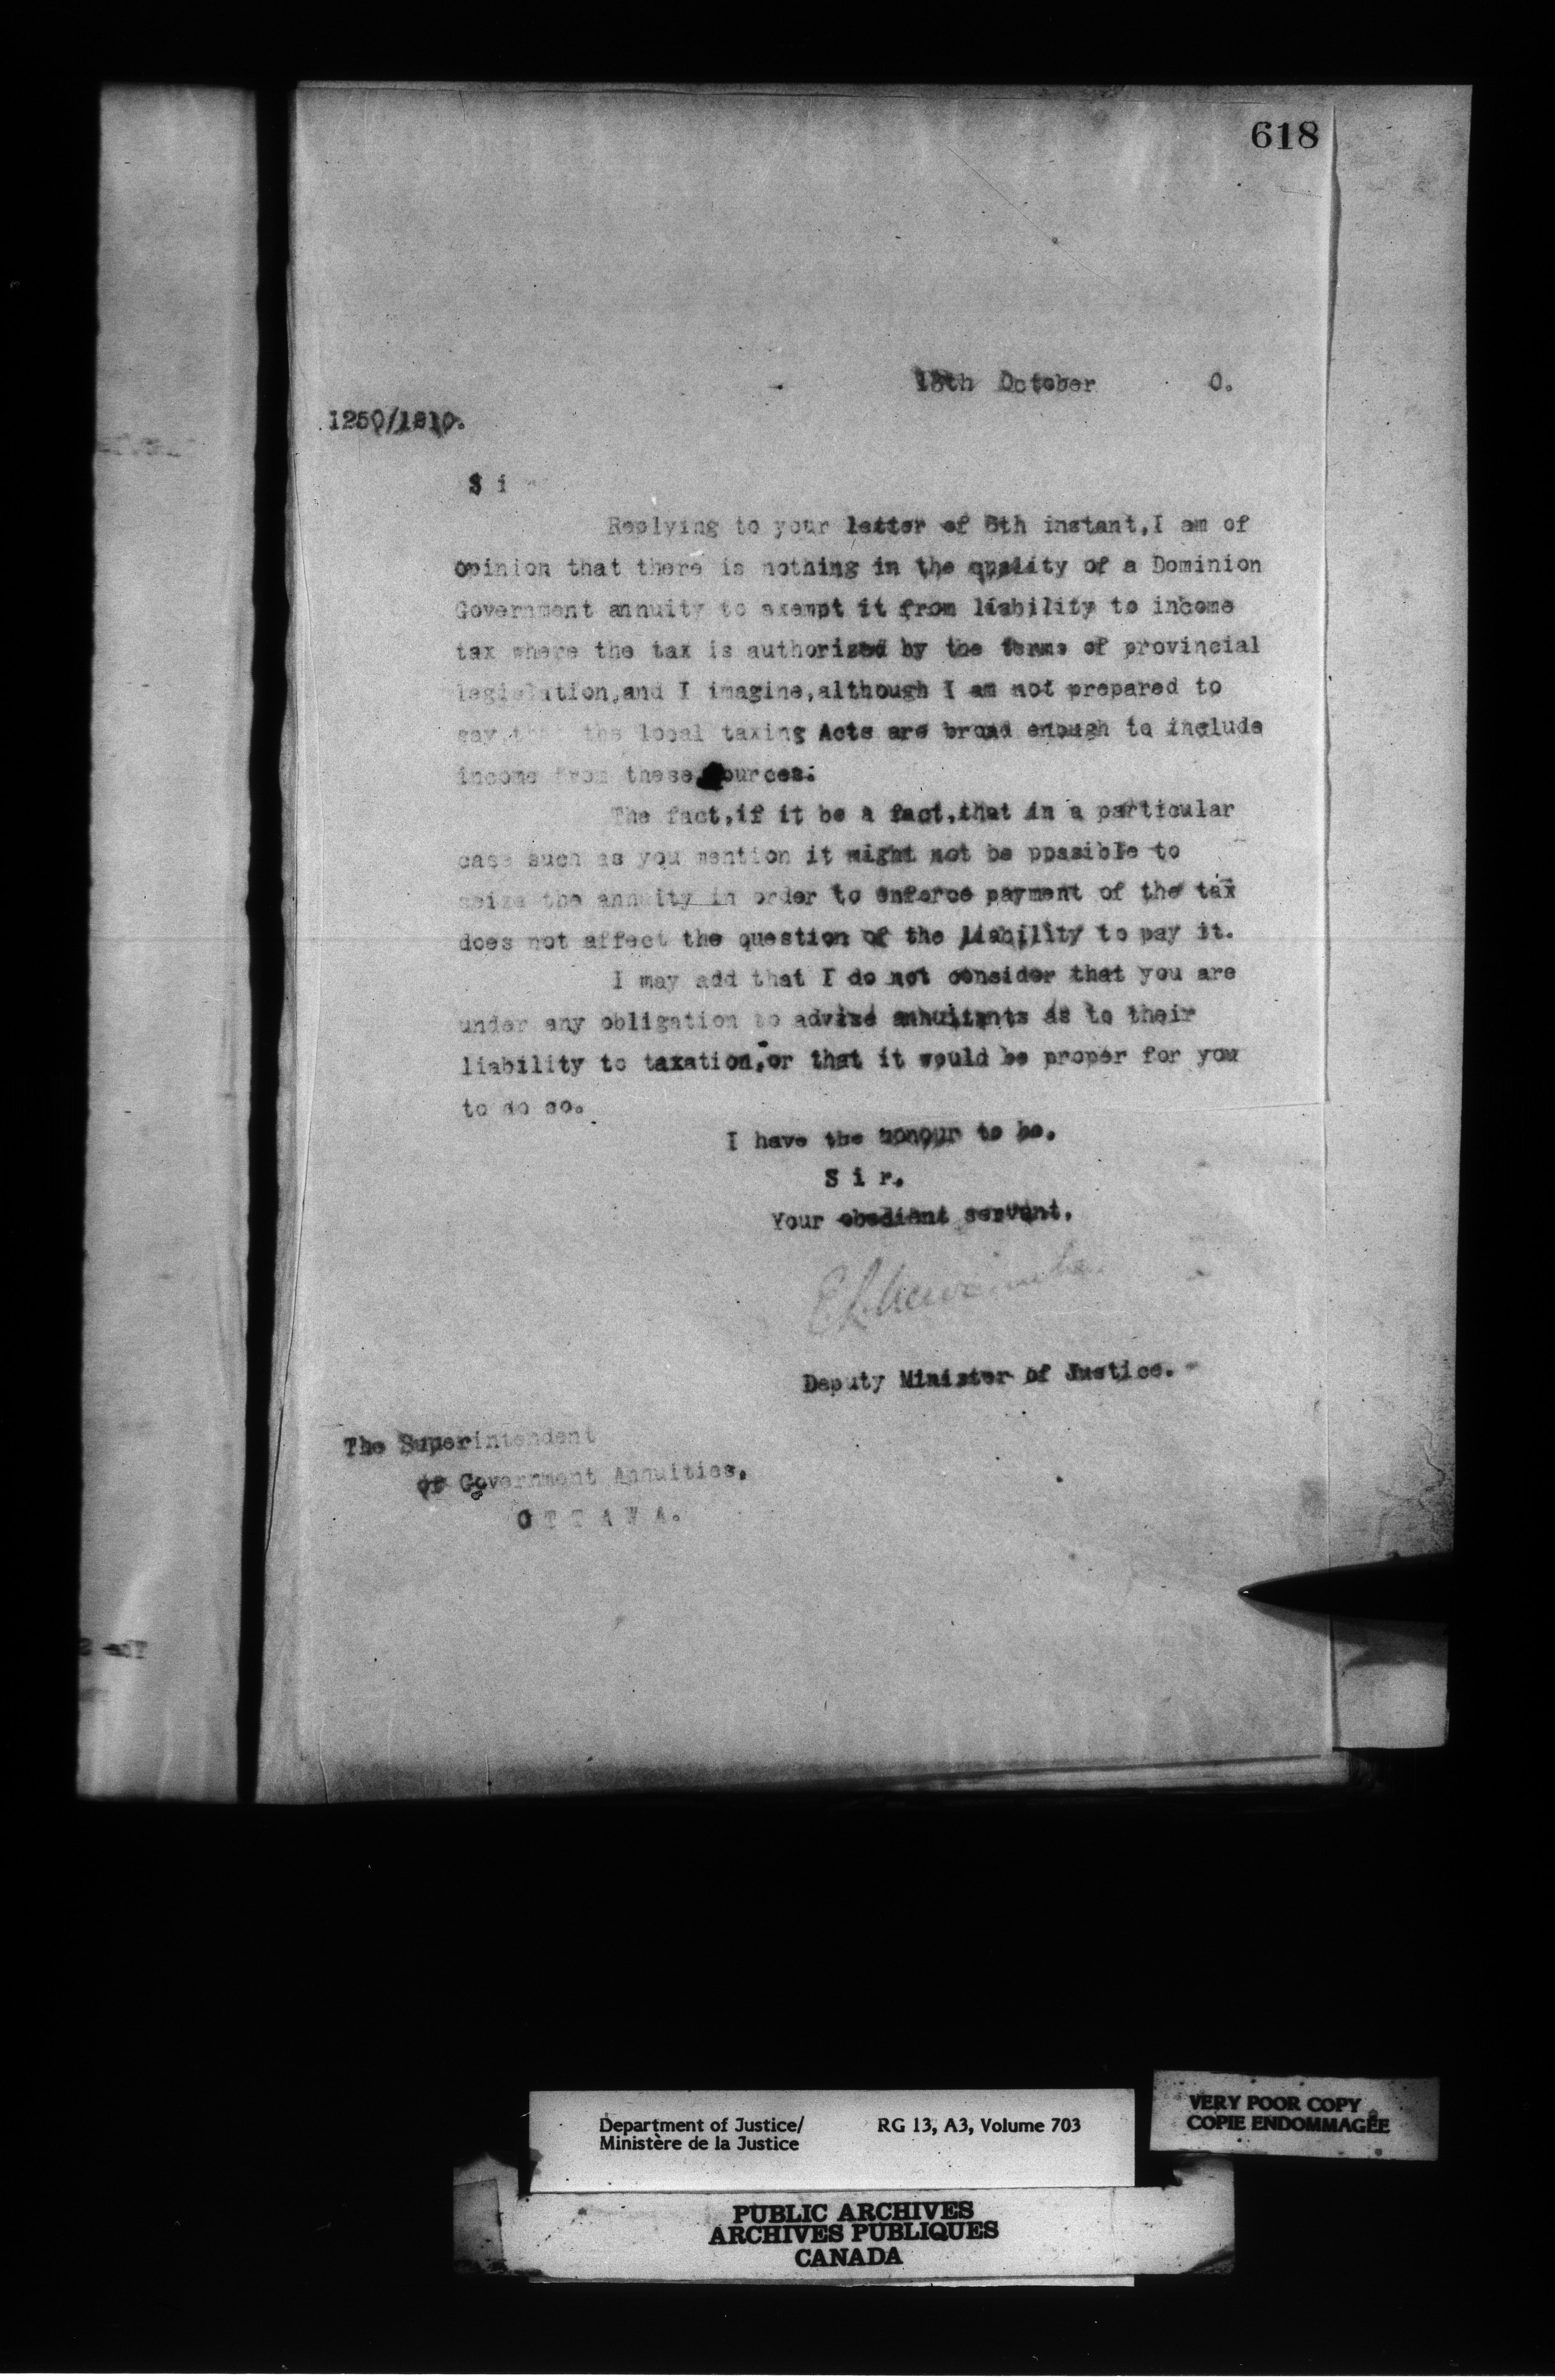 618
October 0.
1250/1910.
S i
Replying to your letter of 8th instant, I am of
opinion that there is nothing in the quality of a Dominion
Government annuity to exempt it from liability to income
tax where the tax is authorized by the terms of provincial
legislation, and I imagine, although I am not prepared to
say, the local taxing Acts are broad enough to include
income from these sources.
The fact, if it be a fact, that in a particular
case such as you mention it might not be ppssible to
seize the annuity in order to enforce payment of the tax
does not affect the question of the liability to pay it.
I may add that I do not consider that you are
under any obligation to advise annuitants as to their
liability to taxation, or that it would be proper for you
to do so.
I have the honour to be,
S i r,
Your obedient servant,
Deputy Minister of Justice.
The Superintendent
of Government Annuities,
O T T A W A.
Department of Justice/ RG 13, A3, Volume 703
Ministère de la Justice
VERY POOR COPY
COPIE ENDOMMAGÉE
PUBLIC ARCHIVES
ARCHIVES PUBLIQUES
CANADA